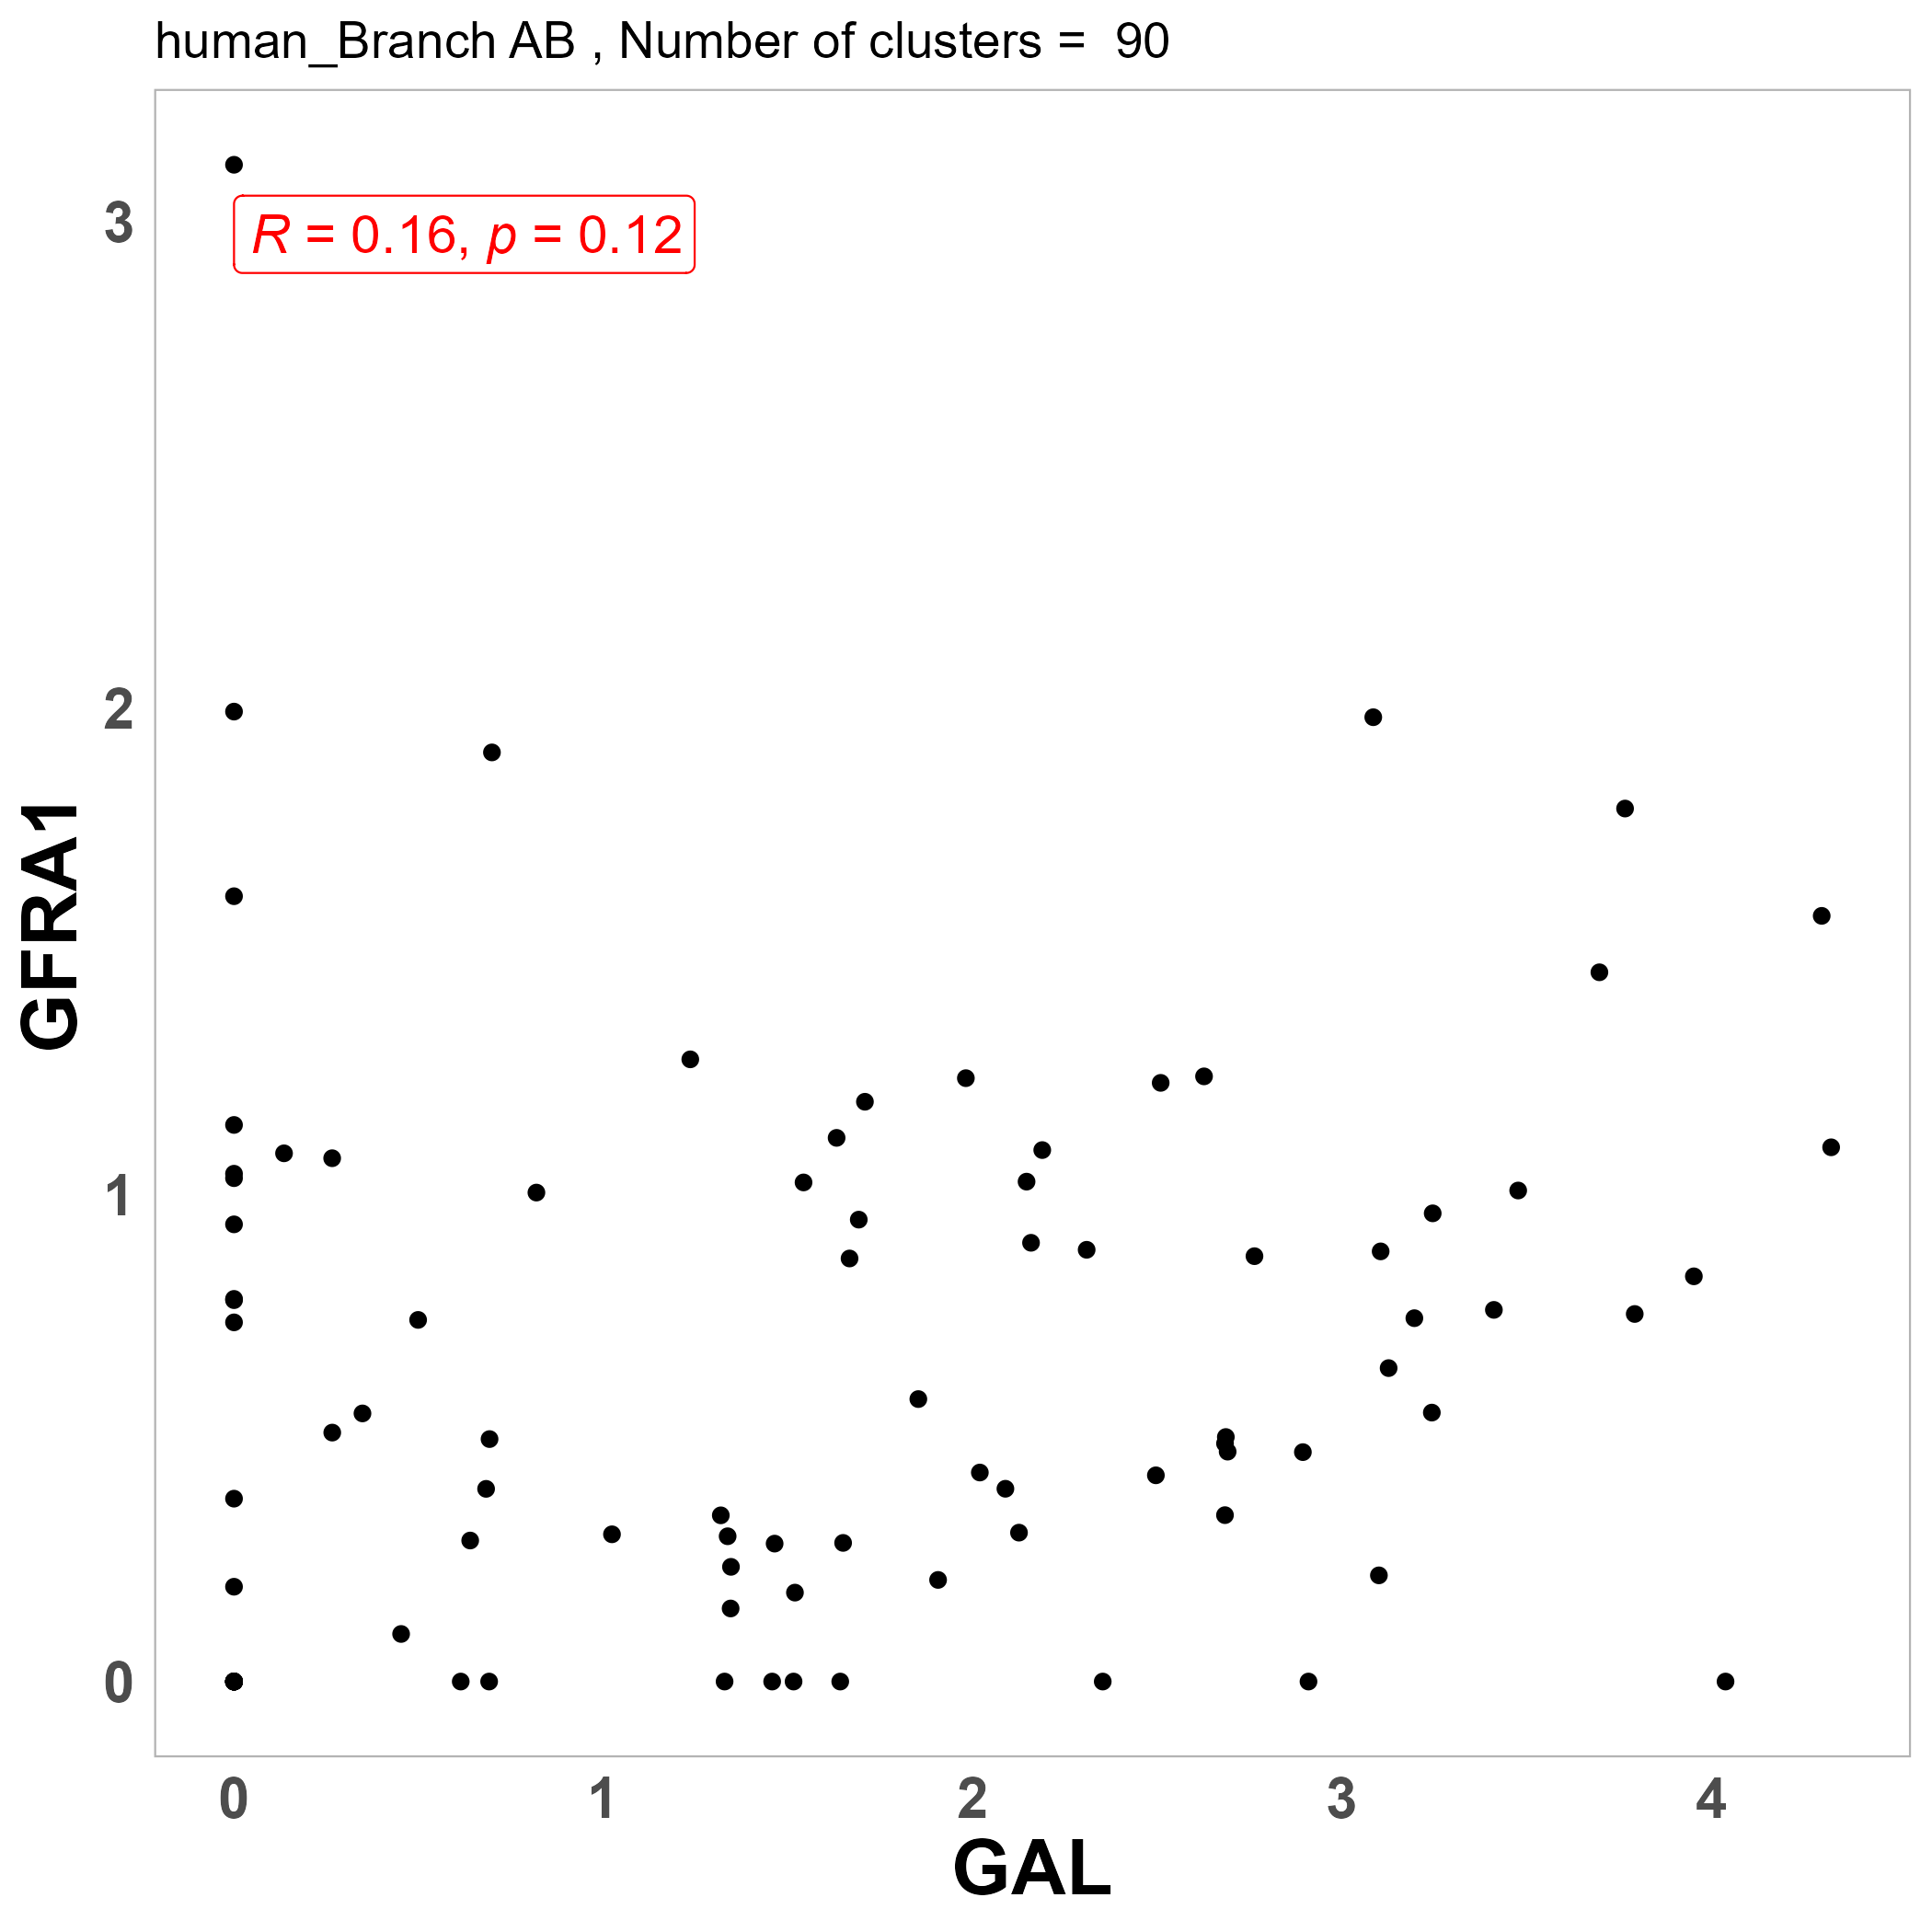 human_Branch AB , Number of clusters =  90
3
R = 0.16, p = 0.12
2
GFRA1
1
0
0 1 2 3 4
GAL